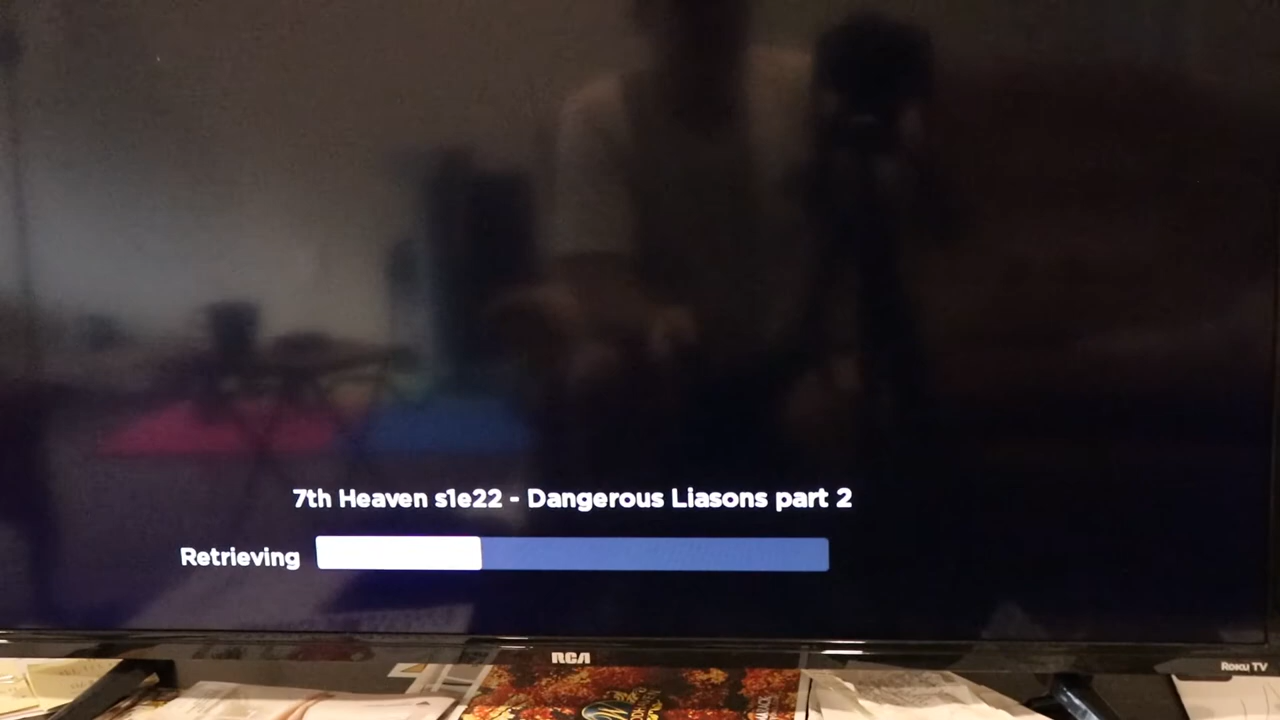 7th Heaven s1e22 - Dangerous Liasons part 2
Retrieving
RCA
Roku TV